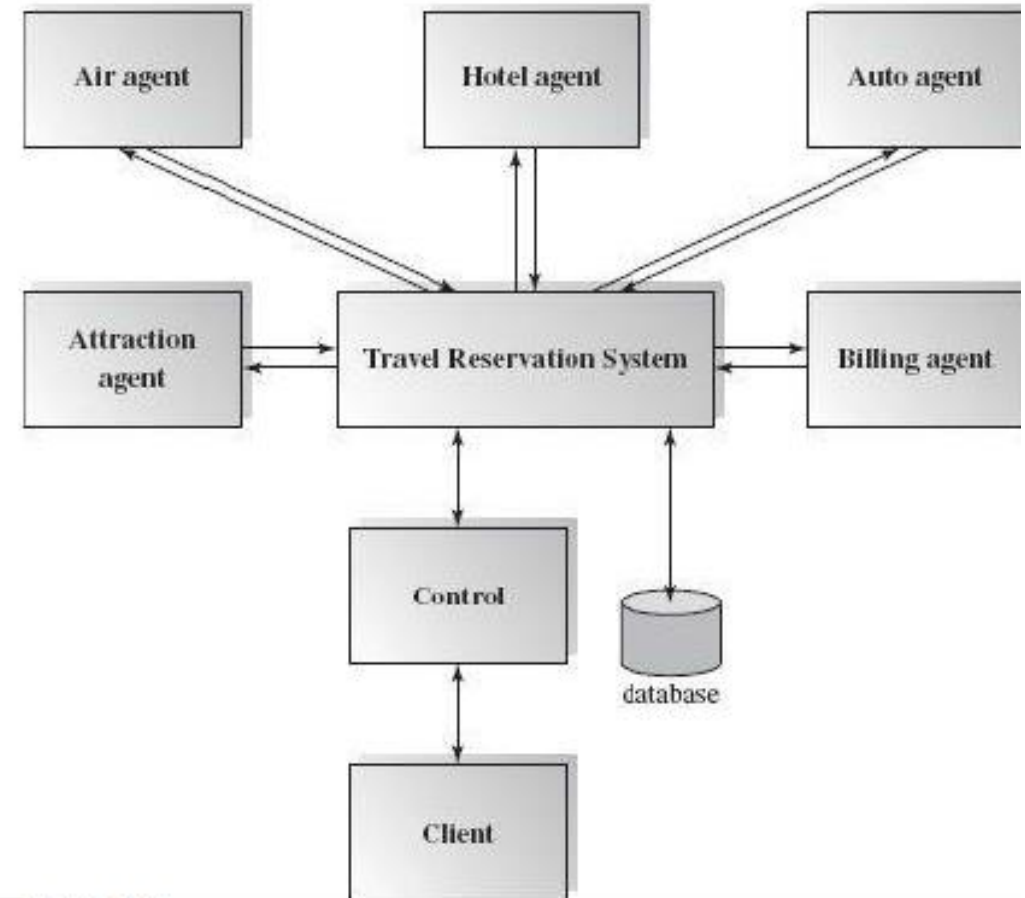 Air agent
Hotel agent
Auto agent
Attraction
agent
Travel Reservation System
Billing agent
Control
database
Client